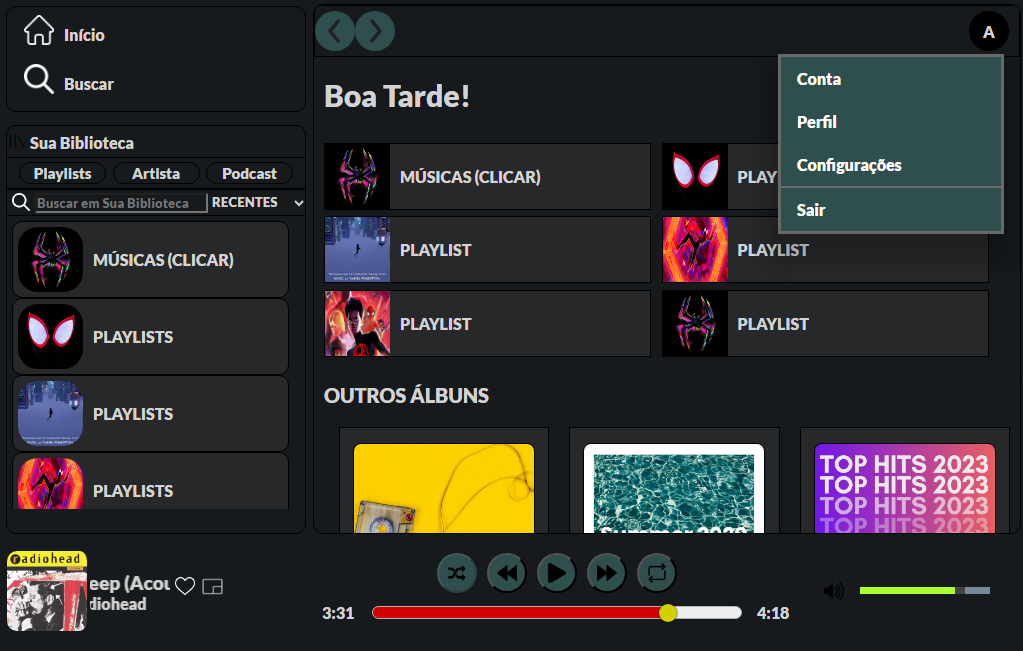 Início
Buscar
Sua Biblioteca
Playlists Artista Podcast
Buscar em Sua Biblioteca RECENTES
MÚSICAS (CLICAR)
PLAYLISTS
PLAYLISTS
PLAYLISTS
A
Conta
Perfil
Configurações
Sair
Boa Tarde!
MÚSICAS (CLICAR) PLAY
PLAYLIST PLAYLIST
PLAYLIST PLAYLIST
OUTROS ÁLBUNS
TOP HITS 2023
TOP HITS 2023
TOP HITS 2023
TOP HITS 2023
radiohead
eep (Acou
diohead
3:31 4:18